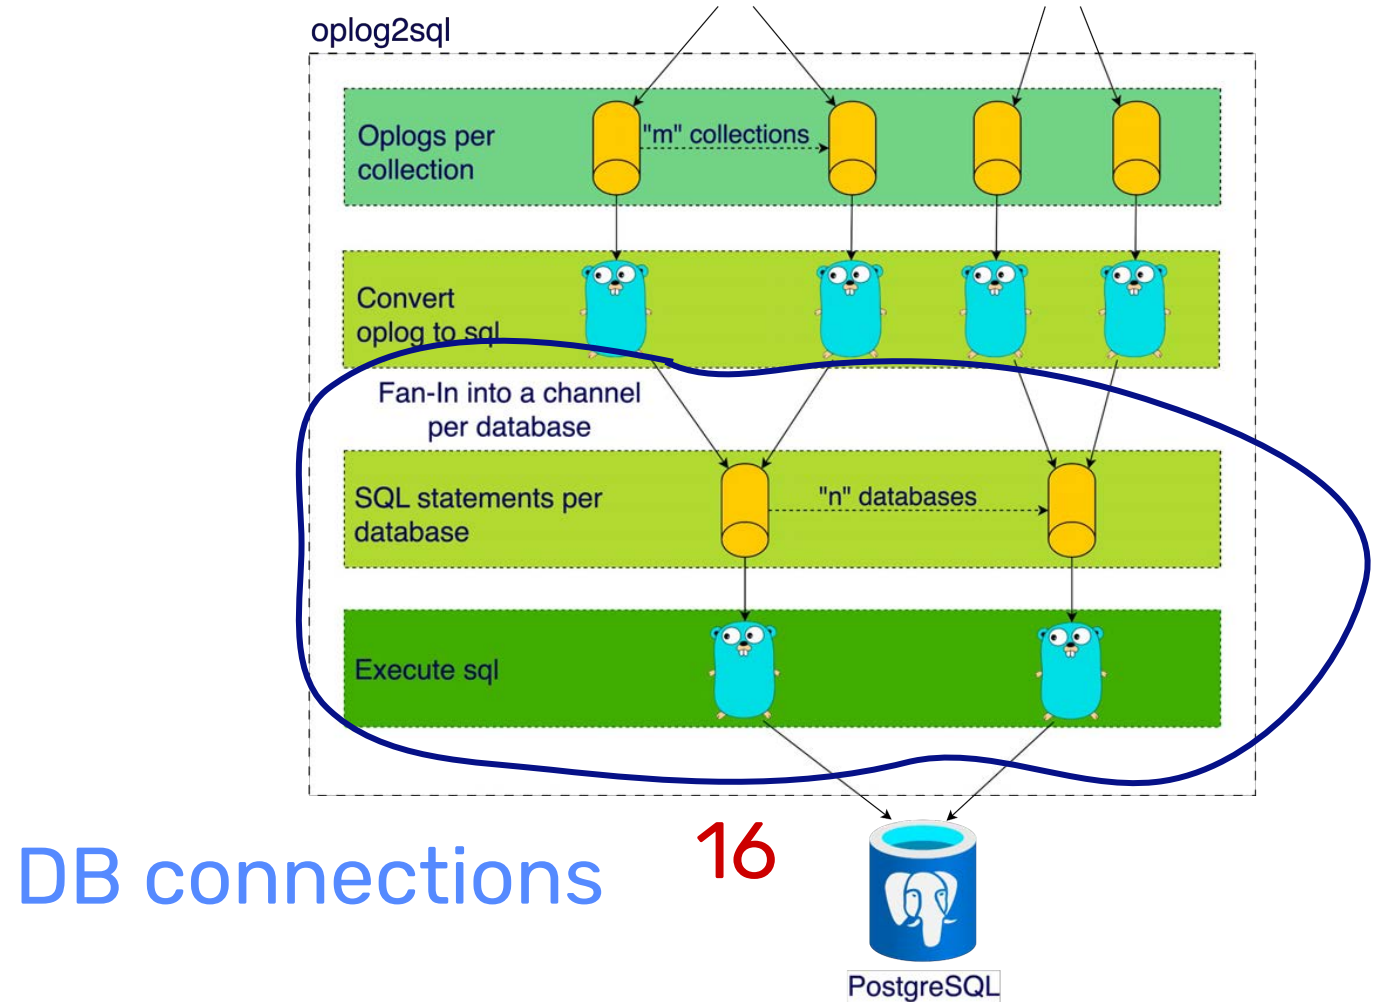 oplog2sql
Oplogs per
collection
"m" collections
Convert
oplog to sql
Fan-In into a channel
per database
SQL statements per
database
"n" databases
Execute sql
DB connections
16
PostgreSQL